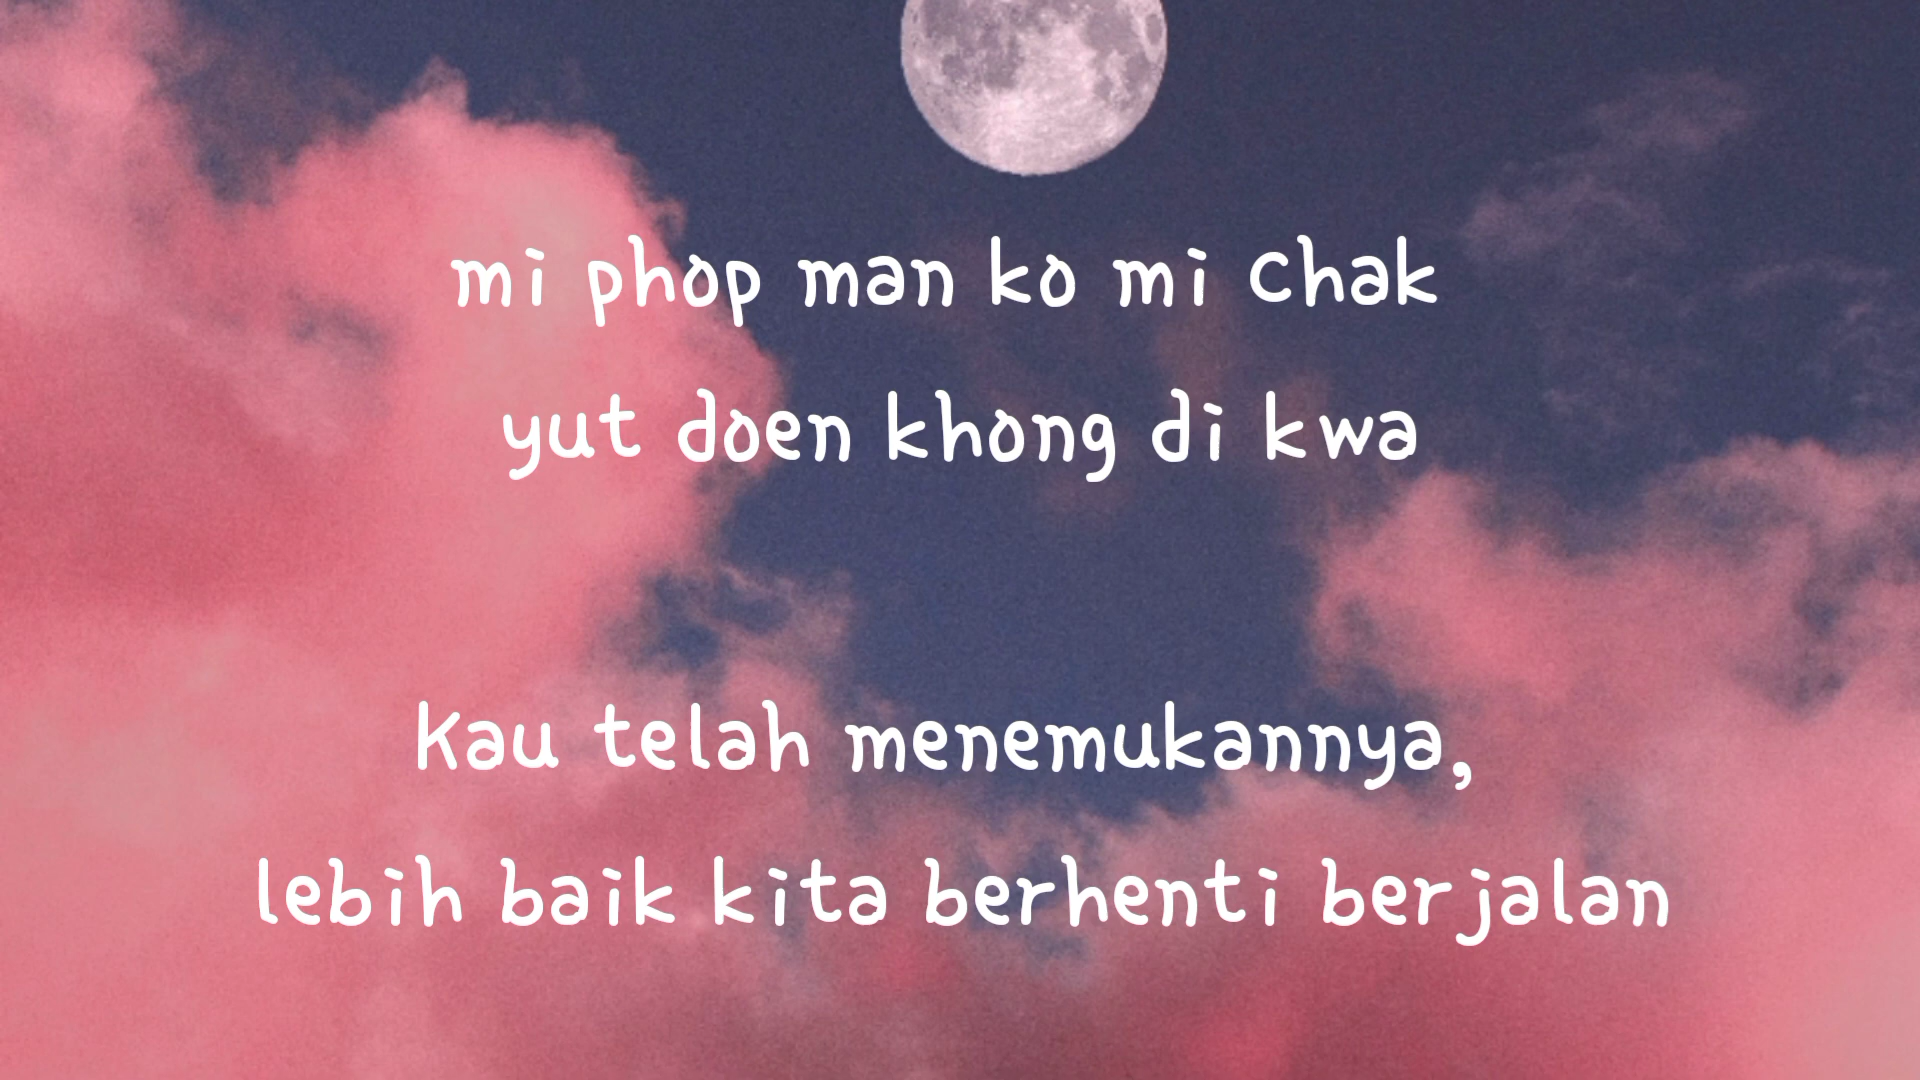 mi phop man ko mi chak
yut doen khong di kwa
Kau telah menemukannya,
lebih baik kita berhenti berjalan